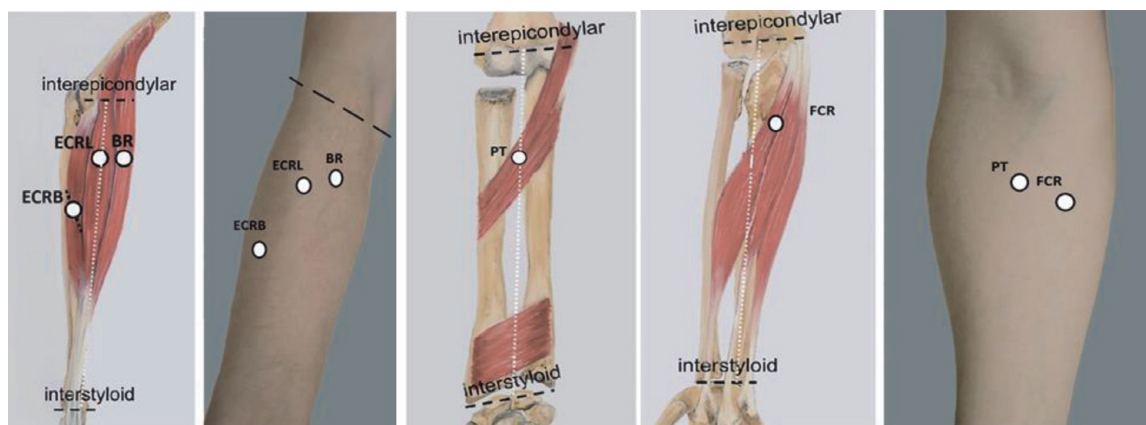 interepicondylar
ECRL
BR
ECRB
interstyloid
ECRL
BR
ECRB
interepicondylar
PT
interstyloid
interepicondylar
FCR
interstyloid
PT
FCR